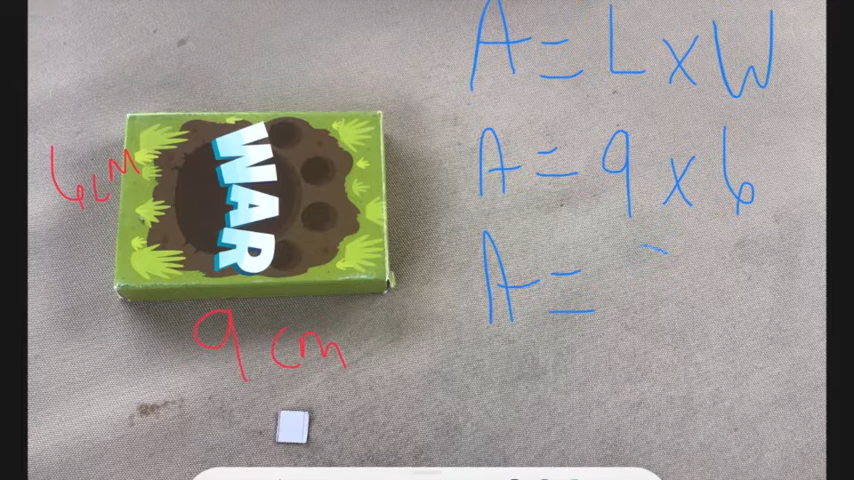 A = L x W
6cm
WAR
A = 9 x 6
A =
9 cm